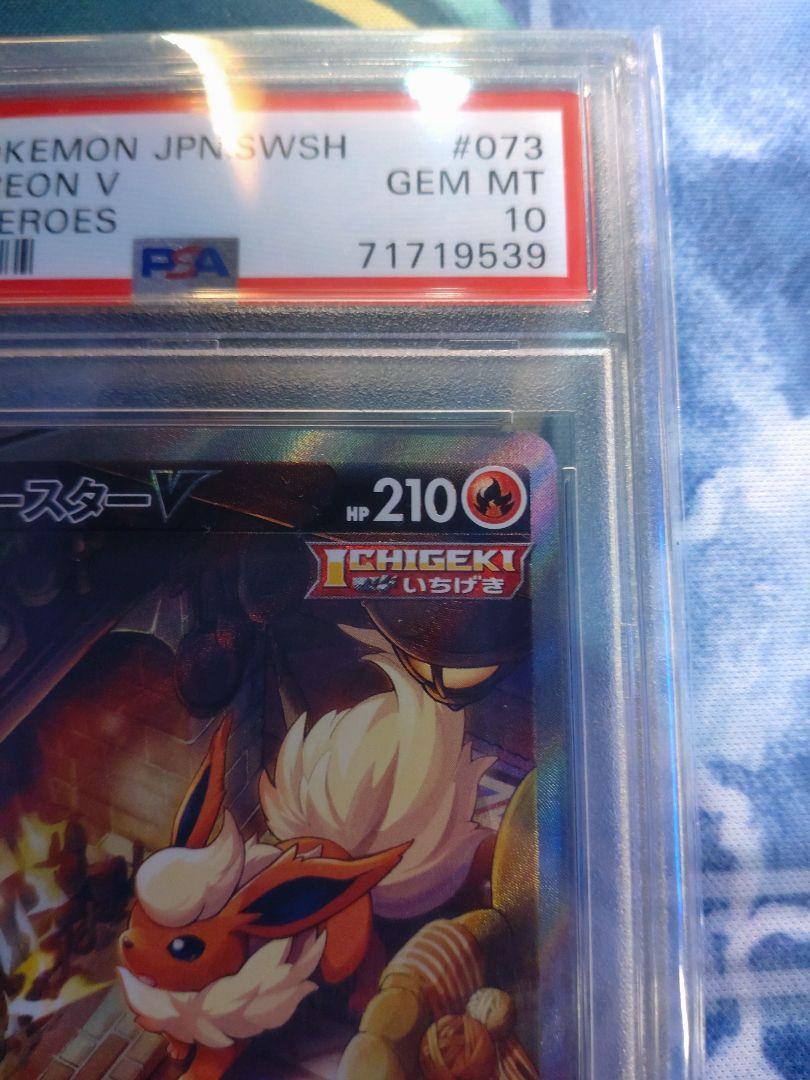 OKEMON JPN.SWSH #073
REON V GEM MT
EROES 10
PSA 71719539
ースターV HP 210
ICHIGEKI
いちげき